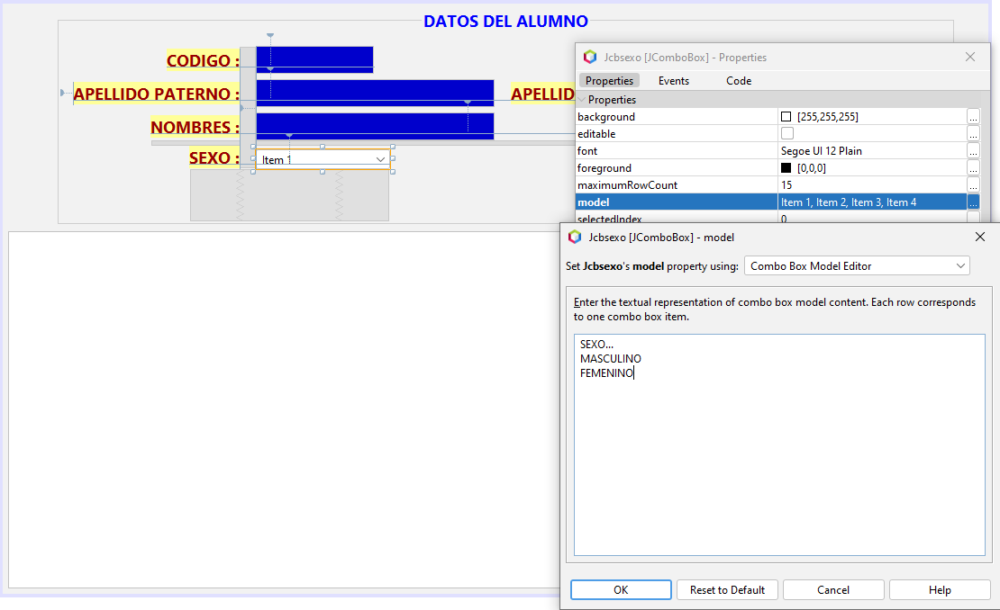 DATOS DEL ALUMNO
CODIGO :
APELLIDO PATERNO :
APELLID
NOMBRES :
SEXO :
Item 1
Jcbsexo [JComboBox] - Properties
Properties
Events
Code
Properties
background
[255,255,255]
...
editable
...
font
Segoe UI 12 Plain
...
foreground
[0,0,0]
...
maximumRowCount
15
...
model
Item 1, Item 2, Item 3, Item 4
...
selectedIndex
0
Jcbsexo [JComboBox] - model
Set Jcbsexo's model property using:
Combo Box Model Editor
Enter the textual representation of combo box model content. Each row corresponds
to one combo box item.
SEXO...
MASCULINO
FEMENINO
OK
Reset to Default
Cancel
Help